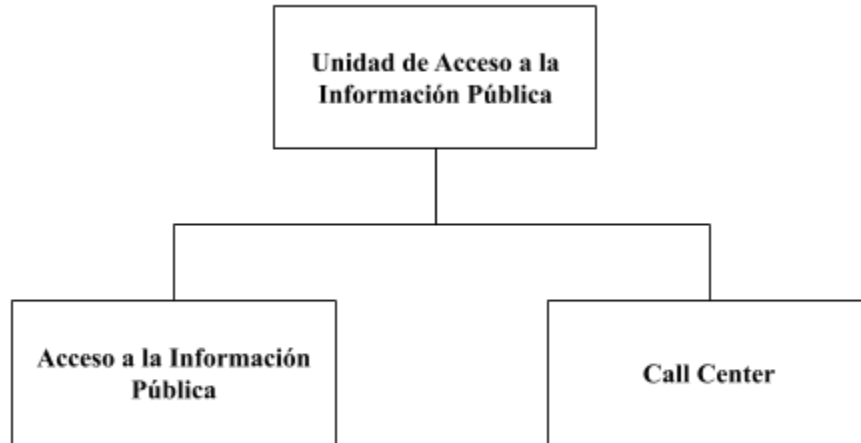 Unidad de Acceso a la
Información Pública
Acceso a la Información
Pública
Call Center